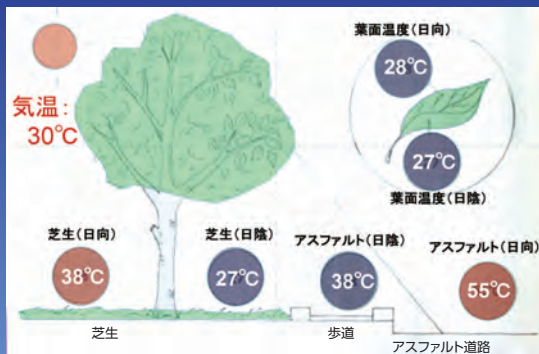 気温:
30℃
葉面温度(日向)
28℃
27℃
葉面温度(日陰)
芝生(日向)
38℃
芝生(日陰)
27℃
アスファルト(日陰)
38℃
アスファルト(日向)
55℃
芝生
歩道
アスファルト道路